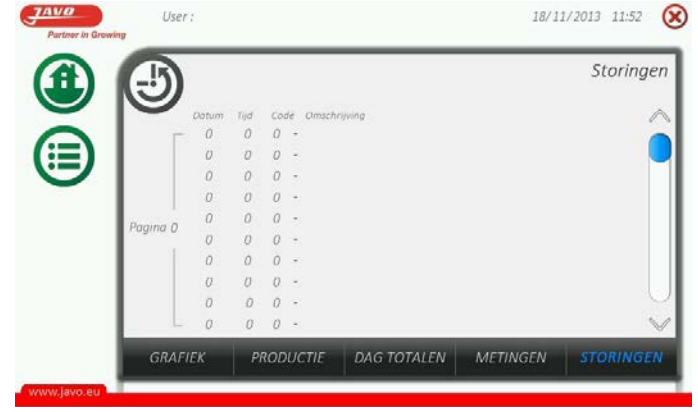 JAVO
Partner in Growing
User :
18/11/2013 11:52
Storingen
Datum Tijd Code Omschrijving
0 0 0 -
0 0 0 -
0 0 0 -
0 0 0 -
Pagina 0
0 0 0 -
0 0 0 -
0 0 0 -
0 0 0 -
0 0 0 -
0 0 0 -
GRAFIEK PRODUCTIE DAG TOTALEN METINGEN STORINGEN
www.javo.eu